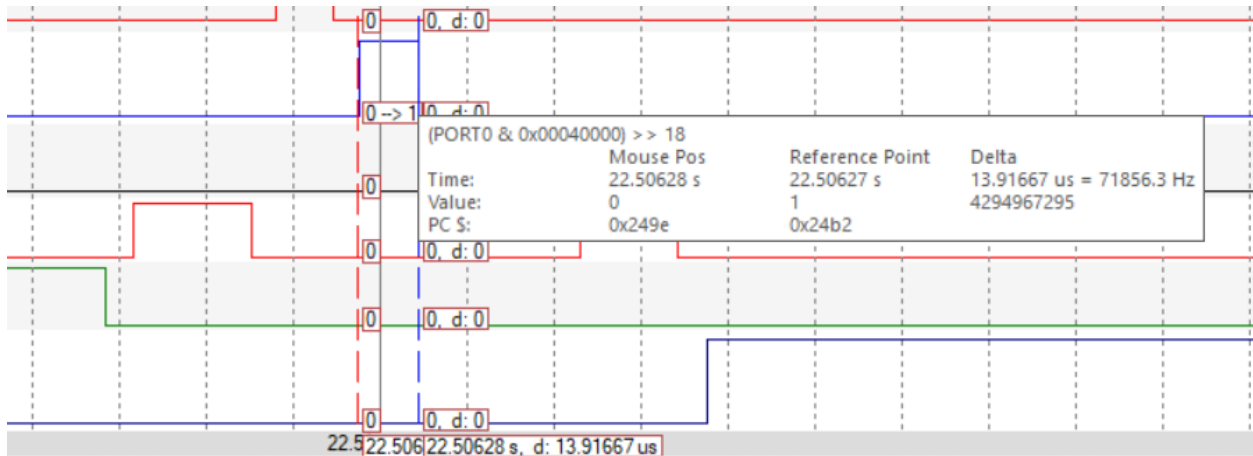 0 0, d: 0
0 --> 1 0, d: 0
(PORT0 & 0x00040000) >> 18
Mouse Pos Reference Point Delta
Time: 22.50628 s 22.50627 s 13.91667 us = 71856.3 Hz
Value: 0 1 4294967295
PC $: 0x249e 0x24b2
0
0 0, d: 0
0 0, d: 0
0 0, d: 0
22.5 22.506 22.50628 s, d: 13.91667 us